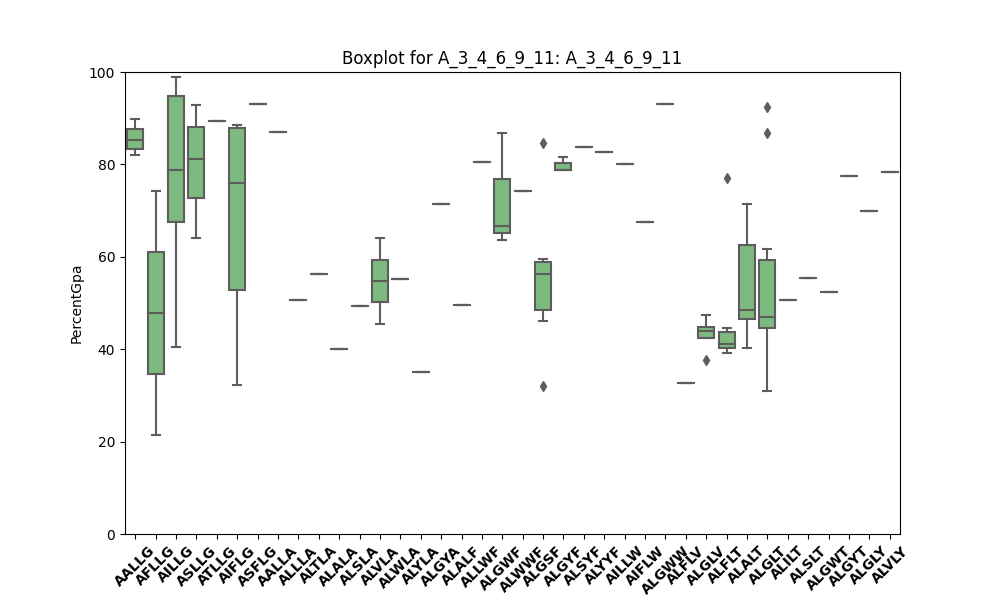 Boxplot for A_3_4_6_9_11: A_3_4_6_9_11
PercentGpa
100
80
60
40
20
0
AALLG
AFLLG
AILLG
ASLLG
ATLLG
AIFLG
ASFLG
AALLA
ALLLA
ALTLA
ALALA
ALSLA
ALVLA
ALWLA
ALYLA
ALGYA
ALALF
ALLWF
ALGWF
ALWWF
ALGSF
ALGYF
ALSYF
ALYYF
AILLW
AIFLW
ALGWW
ALFLV
ALGLV
ALFLT
ALALT
ALGLT
ALILT
ALSLT
ALGWT
ALGYT
ALGLY
ALVLY